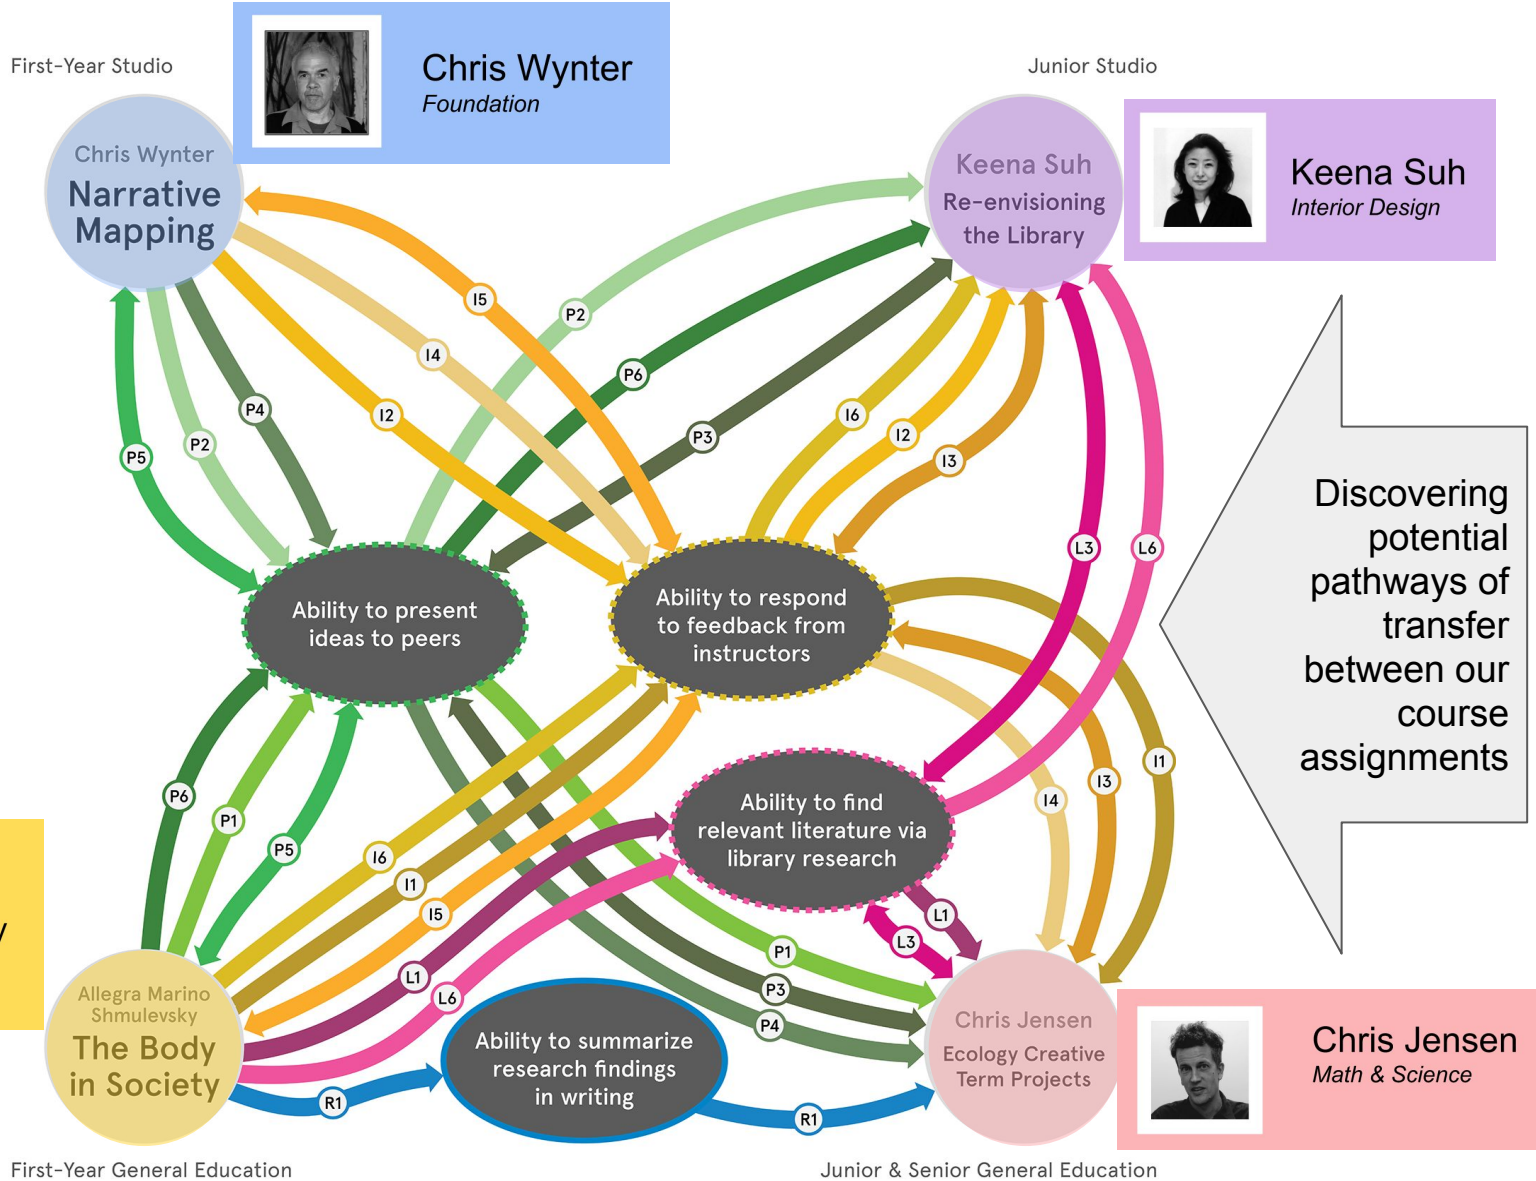 First-Year Studio
Chris Wynter
Foundation
Junior Studio
Chris Wynter
Narrative
Mapping
Keena Suh
Re-envisioning
the Library
Keena Suh
Interior Design
I5
P2
I4
P6
P4
I2
I6
P3
I2
P2
P5
I3
L3
L6
Discovering
potential
pathways of
transfer
between our
course
assignments
Ability to present
ideas to peers
Ability to respond
to feedback from
instructors
I1
I3
I4
P6
P1
P5
Ability to find
relevant literature via
library research
I6
I1
I5
L1
L3
P1
L1
L6
P3
P4
y
Allegra Marino
Shmulevsky
The Body
in Society
Ability to summarize
research findings
in writing
R1
R1
Chris Jensen
Ecology Creative
Term Projects
Chris Jensen
Math & Science
First-Year General Education
Junior & Senior General Education